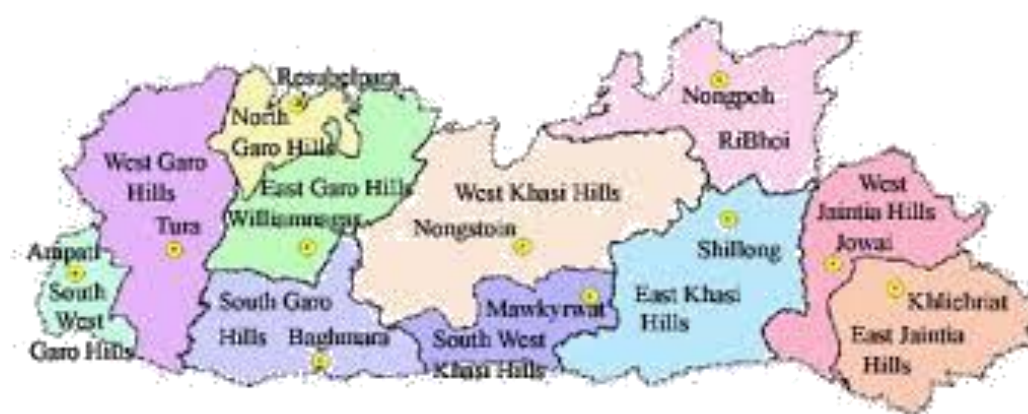 Resubelpara
North
Garo Hills
West Garo
Hills
Tura
East Garo Hills
Williamnagar
Ampati
South
West
Garo Hills
South Garo
Hills
Baghmara
West Khasi Hills
Nongstoin
Mawkyrwat
South West
Khasi Hills
Nongpoh
RiBhoi
Shillong
East Khasi
Hills
West
Jaintia Hills
Jowai
Khliehriat
East Jaintia
Hills